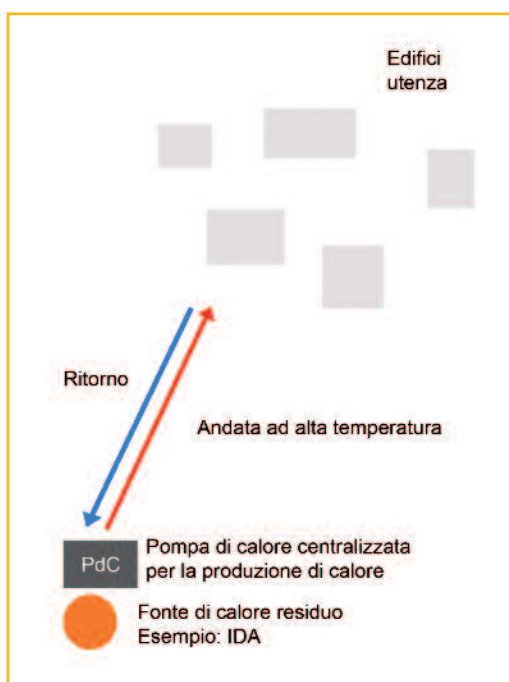 Edifici
utenza
Ritorno
Andata ad alta temperatura
PdC
Pompa di calore centralizzata
per la produzione di calore
Fonte di calore residuo
Esempio: IDA